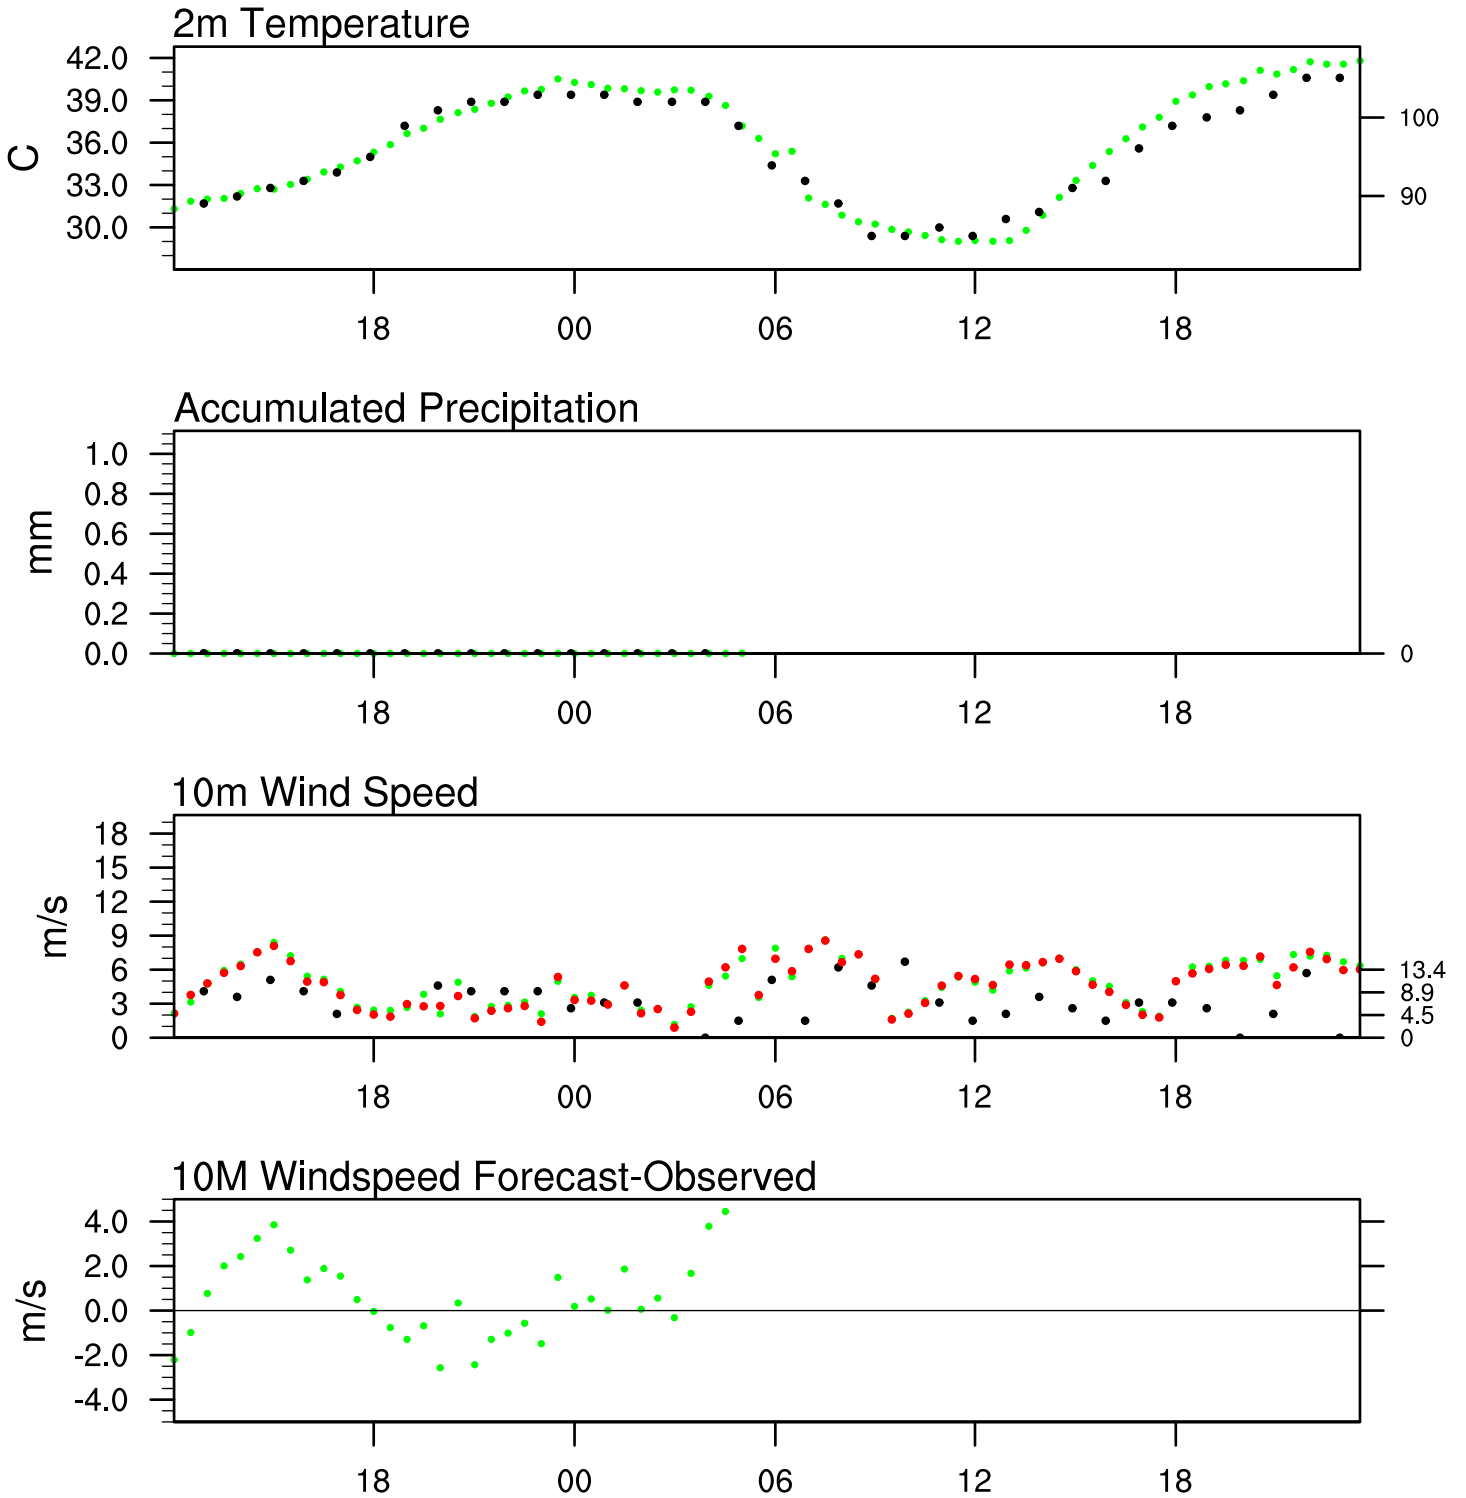 2m Temperature
42.0
39.0
36.0
33.0
30.0
C
100
90
18 00 06 12 18
Accumulated Precipitation
1.0
0.8
0.6
0.4
0.2
0.0
mm
0
18 00 06 12 18
10m Wind Speed
18
15
12
9
6
3
0
m/s
13.4
8.9
4.5
0
18 00 06 12 18
10M Windspeed Forecast-Observed
4.0
2.0
0.0
-2.0
-4.0
m/s
18 00 06 12 18